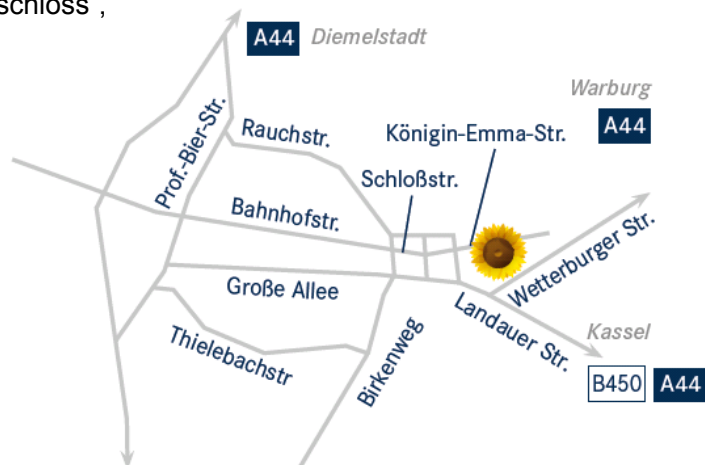 schloss",
A44 Diemelstadt
Warburg
A44
Prof.-Bier-Str.
Rauchstr.
Königin-Emma-Str.
Schloßstr.
Bahnhofstr.
Wetterburger Str.
Große Allee
Landauer Str.
Thielebachstr
Birkenweg
Kassel
B450 A44